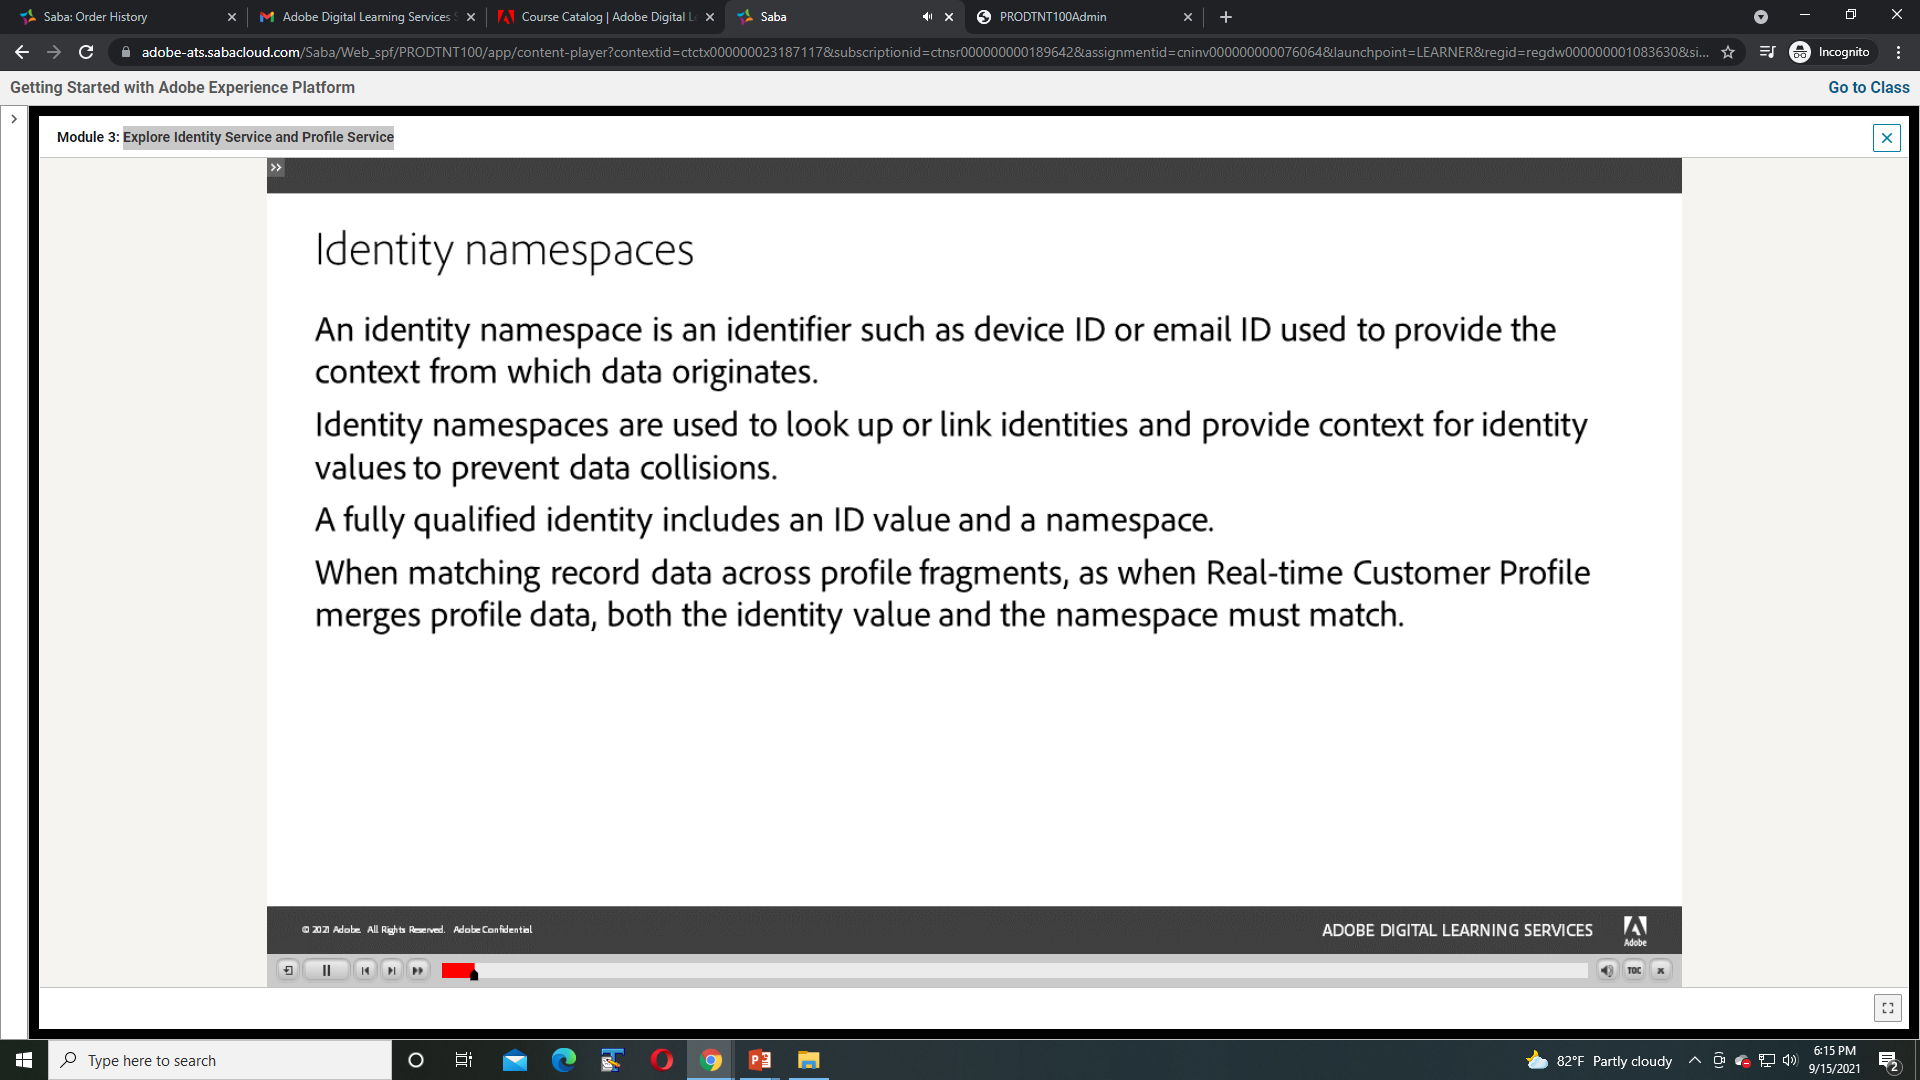 Saba: Order History
Adobe Digital Learning Services S
Course Catalog | Adobe Digital L
Saba
PRODTNT100Admin
adobe-ats.sabacloud.com/Saba/Web_spf/PRODTNT100/app/content-player?contextid=ctctx000000023187117&subscriptionid=ctnsr000000000189642&assignmentid=cninv000000000076064&launchpoint=LEARNER&regid=regdw000000001083630&si...
Incognito
Getting Started with Adobe Experience Platform
Go to Class
Module 3: Explore Identity Service and Profile Service
Identity namespaces
An identity namespace is an identifier such as device ID or email ID used to provide the
context from which data originates.
Identity namespaces are used to look up or link identities and provide context for identity
values to prevent data collisions.
A fully qualified identity includes an ID value and a namespace.
When matching record data across profile fragments, as when Real-time Customer Profile
merges profile data, both the identity value and the namespace must match.
© 2021 Adobe. All Rights Reserved. Adobe Confidential.
ADOBE DIGITAL LEARNING SERVICES
Adobe
TOC
Type here to search
82°F Partly cloudy
6:15 PM
9/15/2021
2